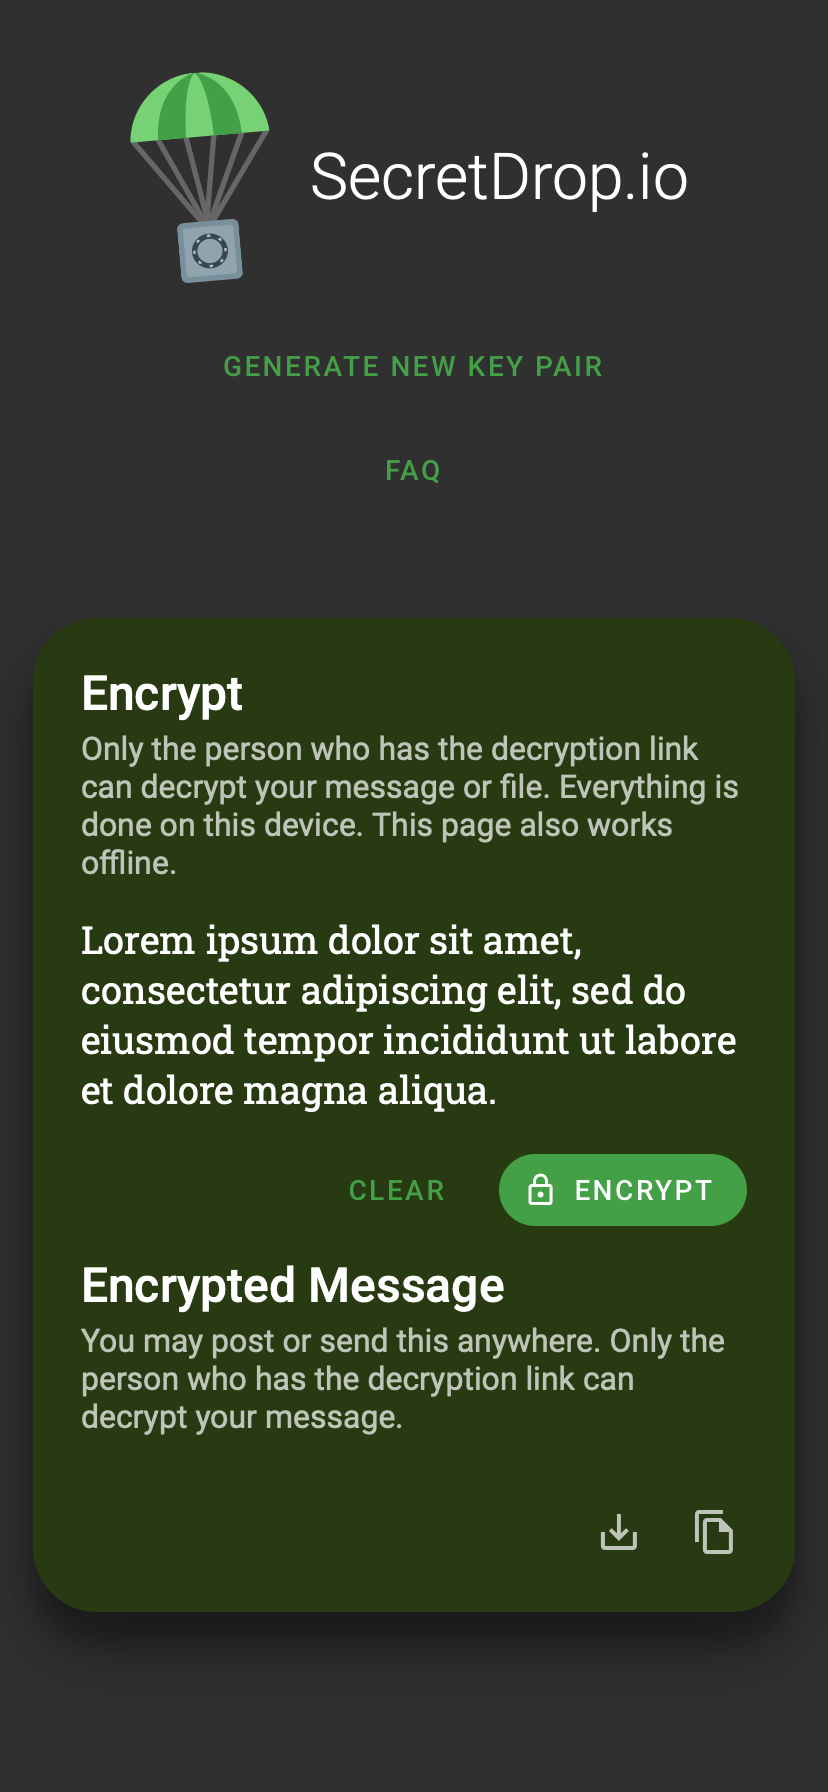 SecretDrop.io
GENERATE NEW KEY PAIR
FAQ
Encrypt
Only the person who has the decryption link
can decrypt your message or file. Everything is
done on this device. This page also works
offline.
Lorem ipsum dolor sit amet,
consectetur adipiscing elit, sed do
eiusmod tempor incididunt ut labore
et dolore magna aliqua.
CLEAR ENCRYPT
Encrypted Message
You may post or send this anywhere. Only the
person who has the decryption link can
decrypt your message.